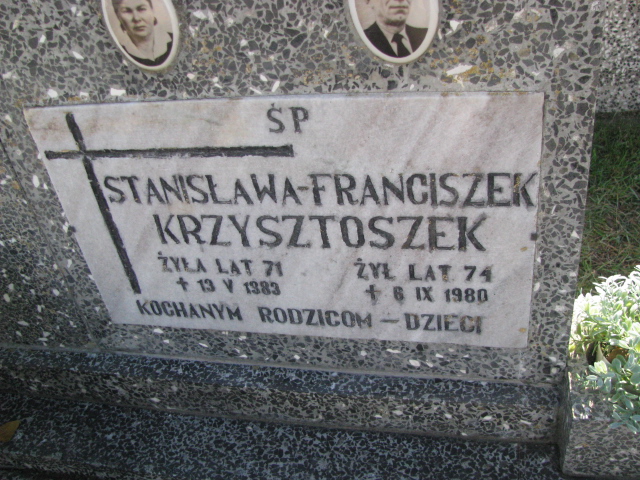 ŚP
STANISŁAWA-FRANCISZEK
KRZYSZTOSZEK
ŻYŁA LAT 71 ŻYŁ LAT 74
+ 13 V 1983 + 6 IX 1980
KOCHANYM RODZICOM - DZIECI